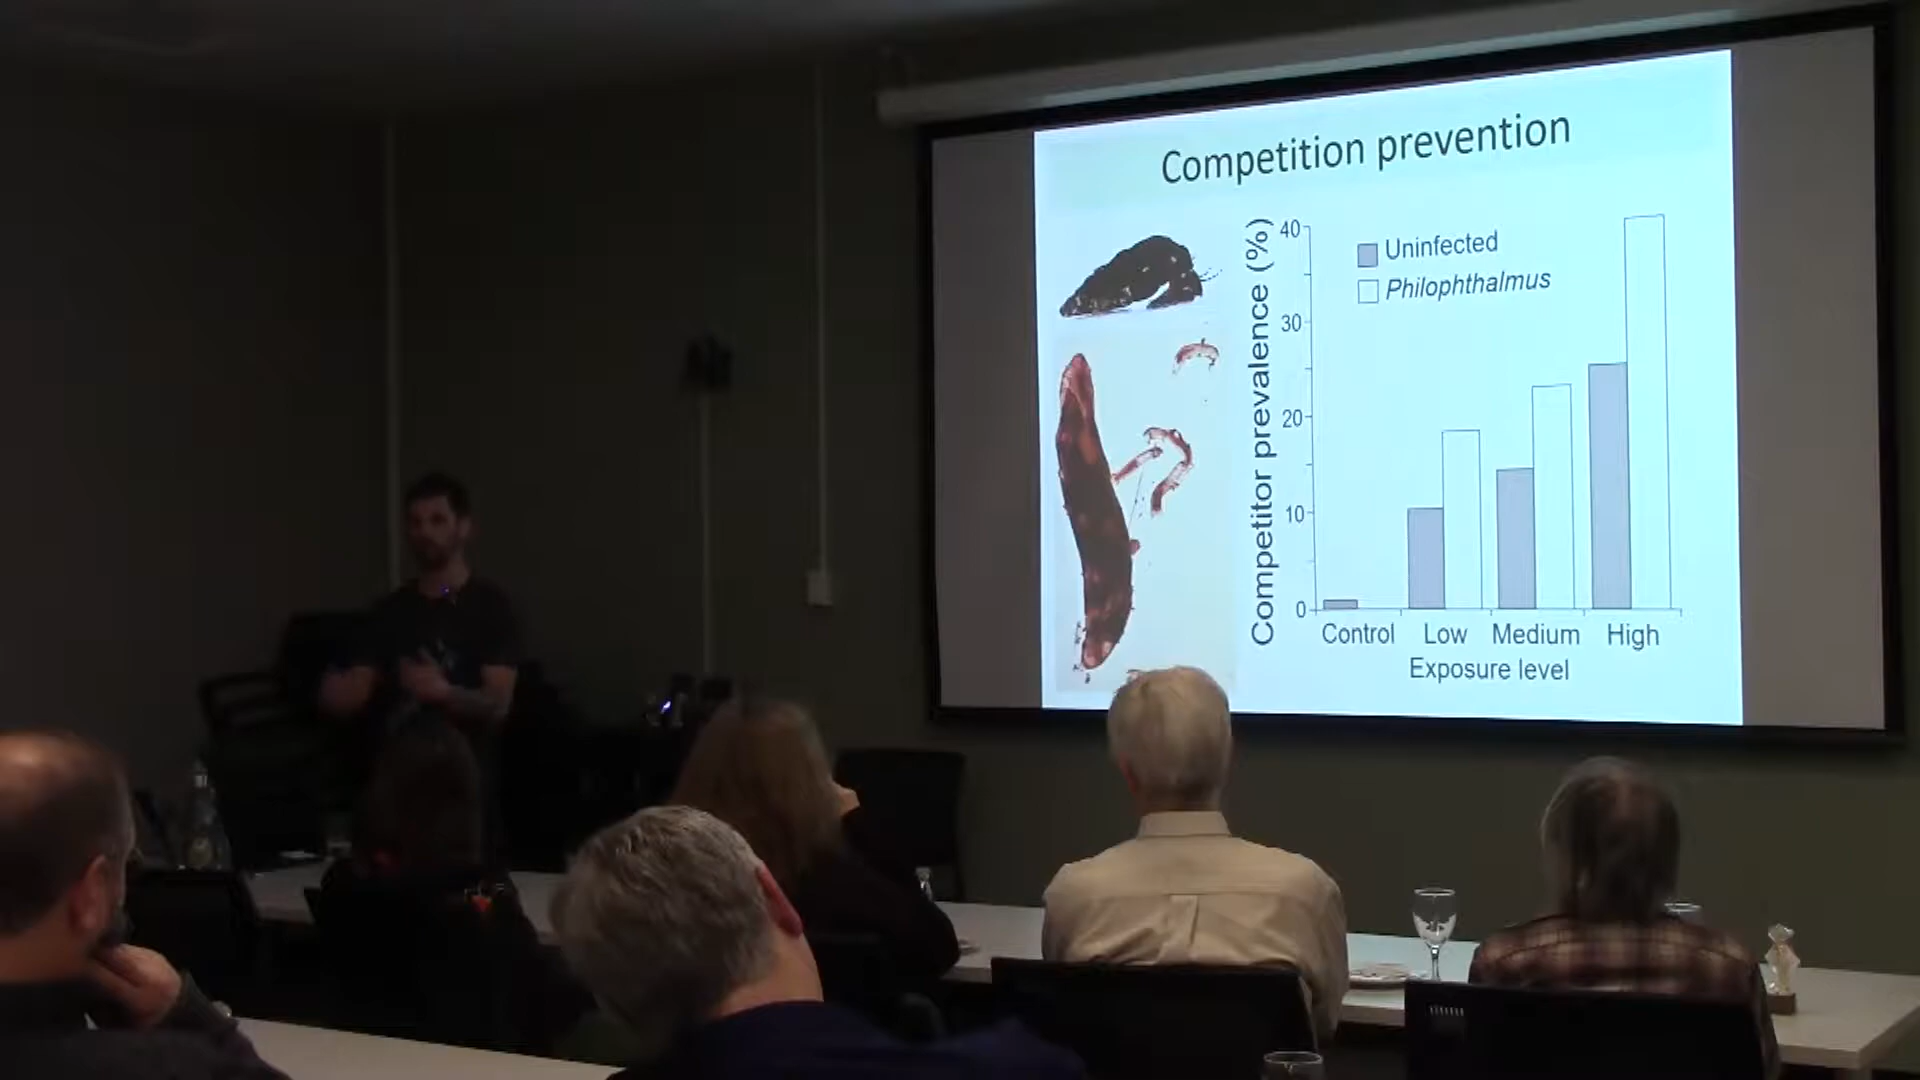 Competition prevention
Competitor prevalence (%)
40
30
20
10
0
Uninfected
Philophthalmus
Control Low Medium High
Exposure level